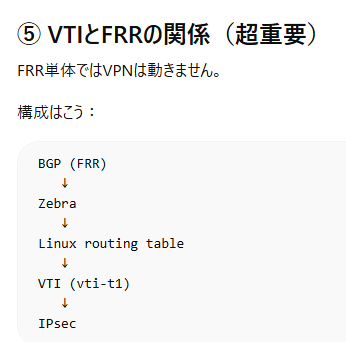 ⑤ VTIとFRRの関係（超重要）
FRR単体ではVPNは動きません。
構成はこう：
BGP (FRR)
↓
Zebra
↓
Linux routing table
↓
VTI (vti-t1)
↓
IPsec